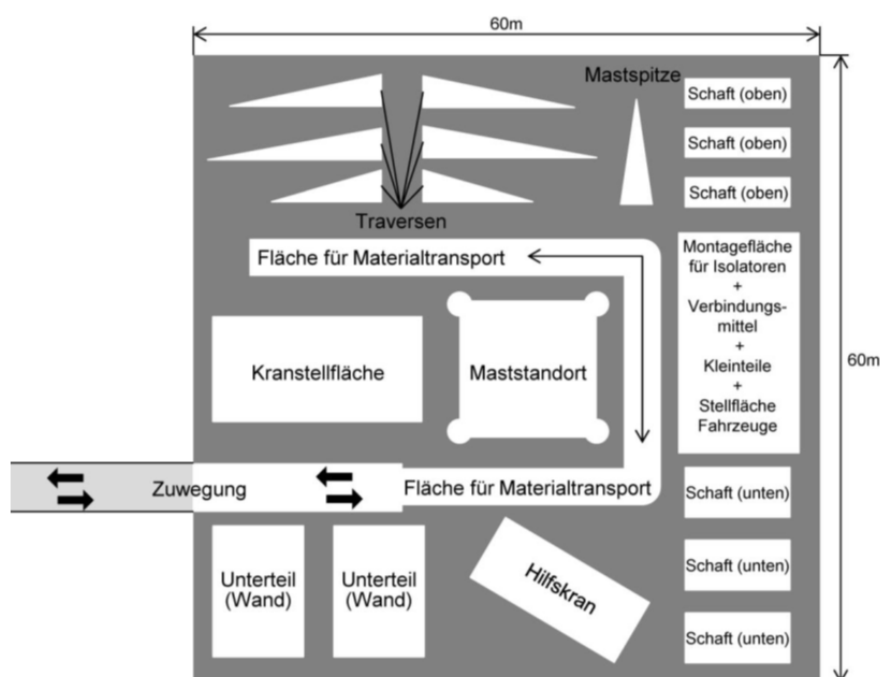 60m
Mastspitze
Schaft (oben)
Schaft (oben)
Schaft (oben)
Traversen
Fläche für Materialtransport
Montagefläche
für Isolatoren
+
Verbindungs-
mittel
+
Kleinteile
+
Stellfläche
Fahrzeuge
60m
Kranstellfläche
Maststandort
Zuwegung
Fläche für Materialtransport
Schaft (unten)
Schaft (unten)
Schaft (unten)
Unterteil
(Wand)
Unterteil
(Wand)
Hilfskran